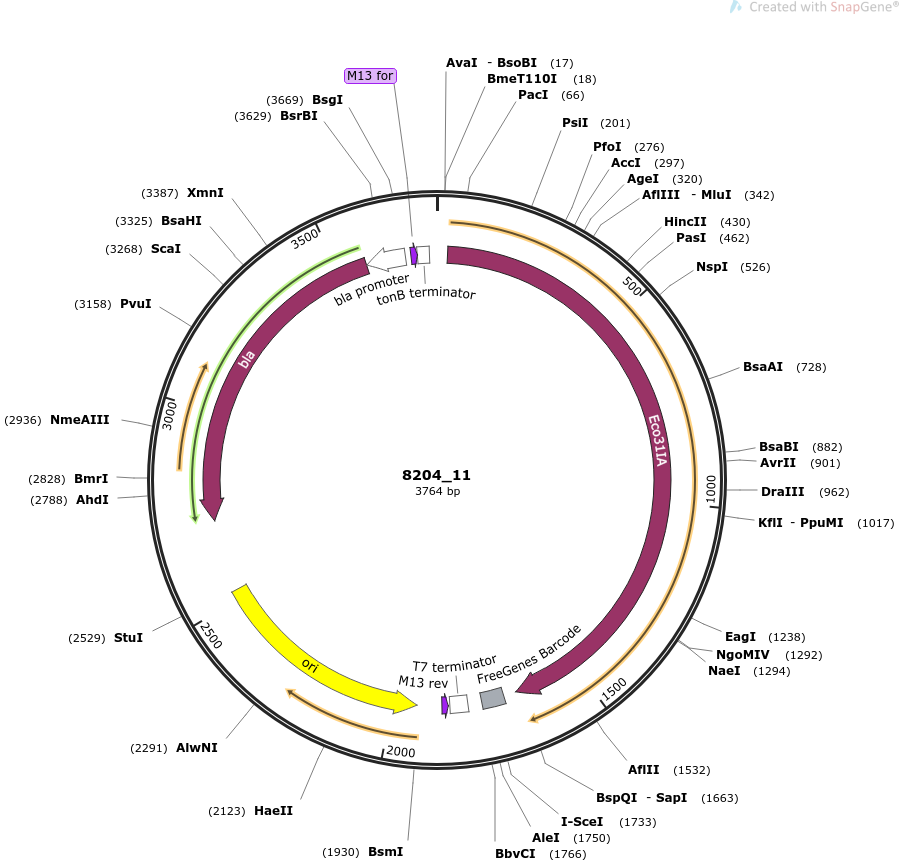 Created with SnapGene®
M13 for
AvaI - BsoBI (17)
BmeT110I (18)
PacI (66)
PsiI (201)
PfoI (276)
AccI (297)
AgeI (320)
AflIII - MluI (342)
HincII (430)
PasI (462)
NspI (526)
BsaAI (728)
BsaBI (882)
AvrII (901)
DraIII (962)
KflI - PpuMI (1017)
EagI (1238)
NgoMIV (1292)
NaeI (1294)
AflII (1532)
BspQI - SapI (1663)
I-SceI (1733)
AleI (1750)
BbvCI (1766)
(1930) BsmI
(2123) HaeII
(2291) AlwNI
(2529) StuI
(2788) AhdI
(2828) BmrI
(2936) NmeAIII
(3158) PvuI
(3268) ScaI
(3325) BsaHI
(3387) XmnI
(3629) BsrBI
(3669) BsgI
500
1000
1500
2000
2500
3000
3500
bla promoter
tonB terminator
bla
Eco31IA
8204_11
3764 bp
FreeGenes Barcode
T7 terminator
M13 rev
ori